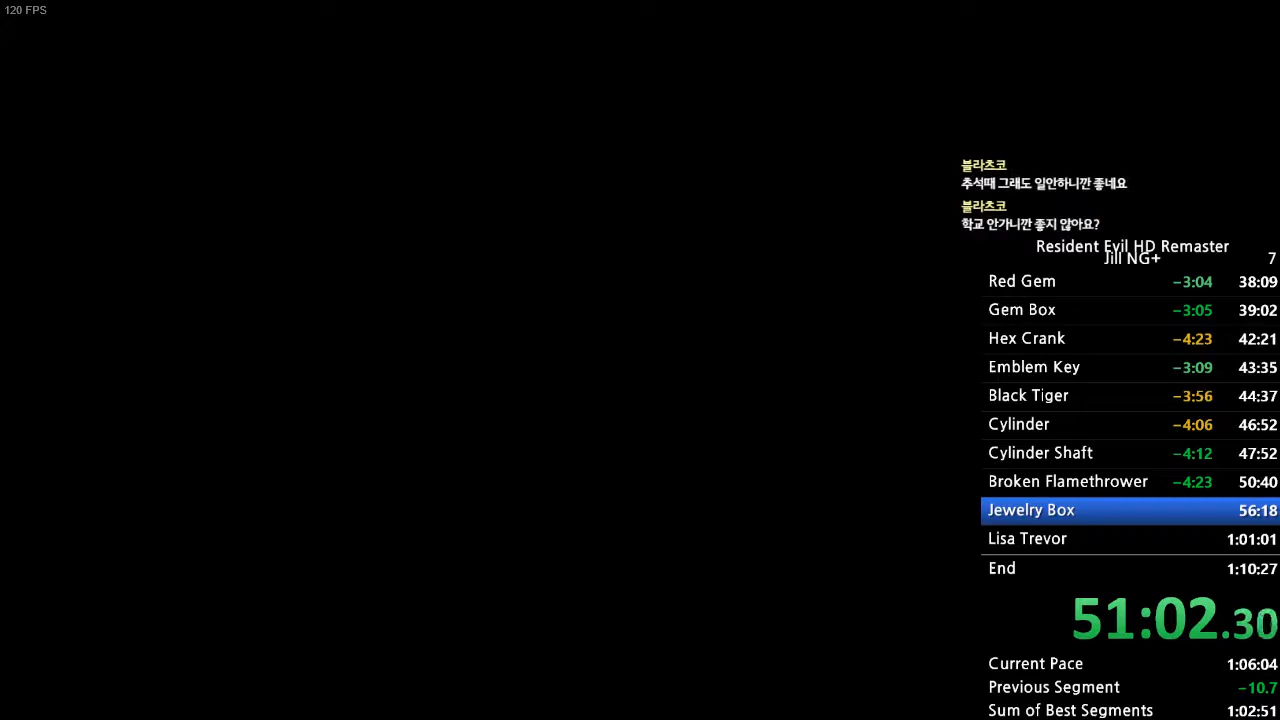 120 FPS
블라츠코
추석때 그래도 일안하니깐 좋네요
블라츠코
학교 안가니깐 좋지 않아요?
Resident Evil HD Remaster
Jill NG+ 7
Red Gem -3:04 38:09
Gem Box -3:05 39:02
Hex Crank -4:23 42:21
Emblem Key -3:09 43:35
Black Tiger -3:56 44:37
Cylinder -4:06 46:52
Cylinder Shaft -4:12 47:52
Broken Flamethrower -4:23 50:40
Jewelry Box 56:18
Lisa Trevor 1:01:01
End 1:10:27
51:02.30
Current Pace 1:06:04
Previous Segment -10.7
Sum of Best Segments 1:02:51